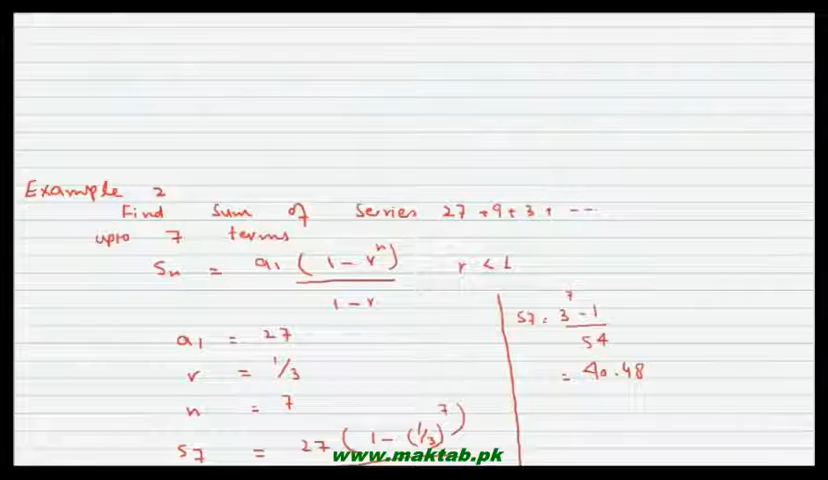 Example 2
Find Sum of Series 27 + 9 + 3 + ---
upto 7 terms
Sn = a1 (1 - r^n) r < 1
1 - r
a1 = 27
r = 1/3
n = 7
S7 = 27 (1 - (1/3)^7)
S7 = 3^7 - 1
54
= 40.48
www.maktab.pk